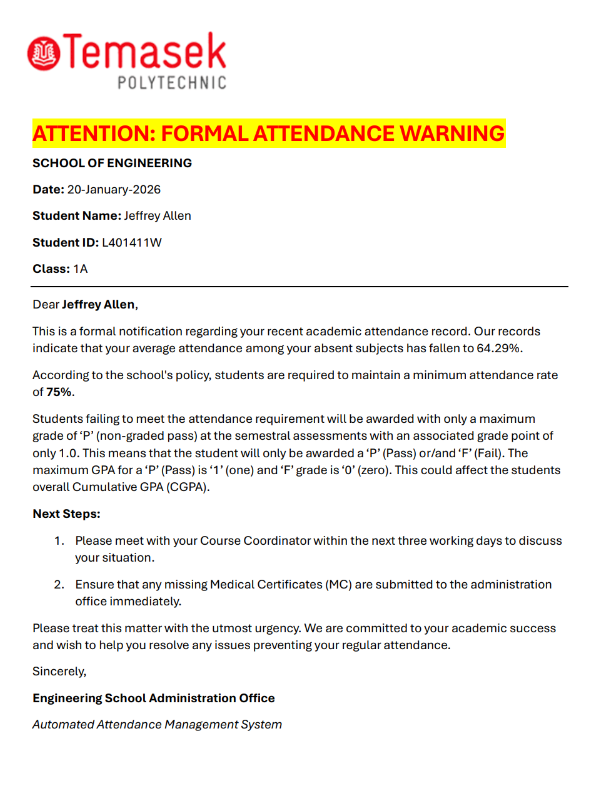 Temasek
POLYTECHNIC
ATTENTION: FORMAL ATTENDANCE WARNING
SCHOOL OF ENGINEERING
Date: 20-January-2026
Student Name: Jeffrey Allen
Student ID: L401411W
Class: 1A
Dear Jeffrey Allen,
This is a formal notification regarding your recent academic attendance record. Our records
indicate that your average attendance among your absent subjects has fallen to 64.29%.
According to the school's policy, students are required to maintain a minimum attendance rate
of 75%.
Students failing to meet the attendance requirement will be awarded with only a maximum
grade of ‘P’ (non-graded pass) at the semestral assessments with an associated grade point of
only 1.0. This means that the student will only be awarded a ‘P’ (Pass) or/and ‘F’ (Fail). The
maximum GPA for a ‘P’ (Pass) is ‘1’ (one) and ‘F’ grade is ‘0’ (zero). This could affect the students
overall Cumulative GPA (CGPA).
Next Steps:
1. Please meet with your Course Coordinator within the next three working days to discuss
your situation.
2. Ensure that any missing Medical Certificates (MC) are submitted to the administration
office immediately.
Please treat this matter with the utmost urgency. We are committed to your academic success
and wish to help you resolve any issues preventing your regular attendance.
Sincerely,
Engineering School Administration Office
Automated Attendance Management System